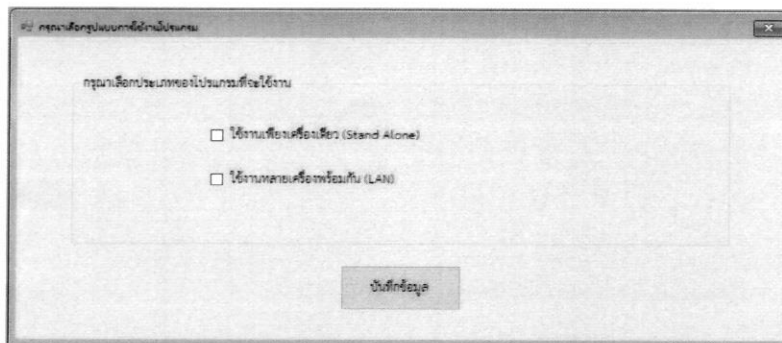 กรุณาเลือกรูปแบบการใช้งานโปรแกรม
กรุณาเลือกประเภทของโปรแกรมที่จะใช้งาน
ใช้งานเพียงเครื่องเดียว (Stand Alone)
ใช้งานหลายเครื่องพร้อมกัน (LAN)
บันทึกข้อมูล